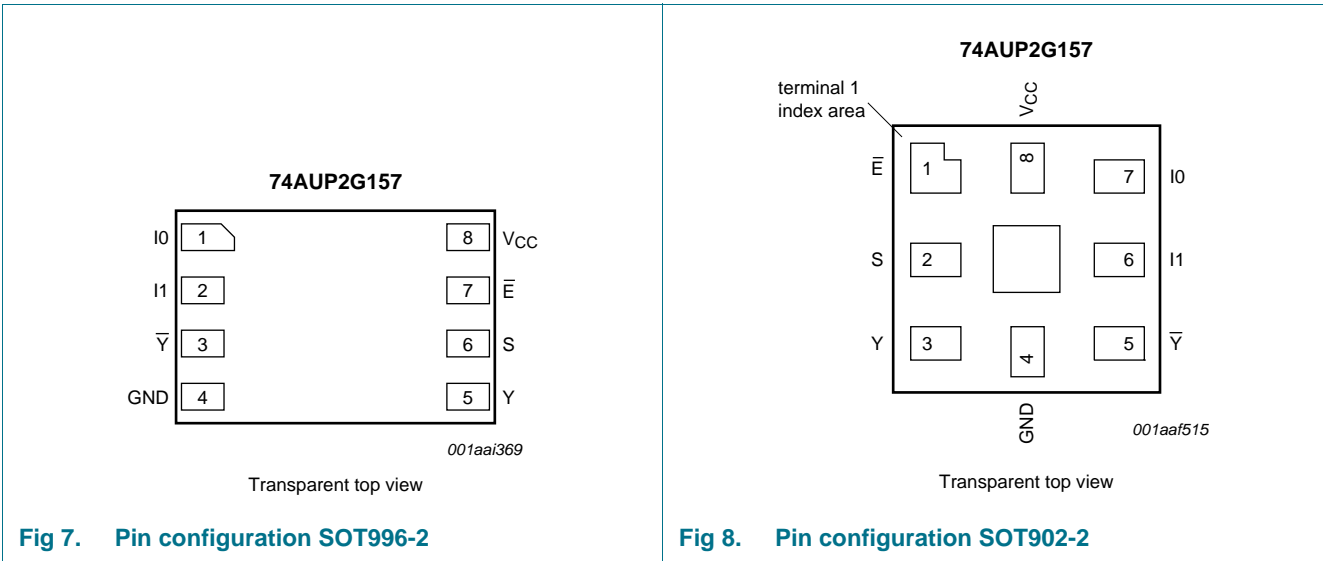 74AUP2G157
I0 1 8 VCC
I1 2 7 E̅
Y̅ 3 6 S
GND 4 5 Y
001aai369
Transparent top view
Fig 7. Pin configuration SOT996-2
74AUP2G157
terminal 1
index area
VCC
E̅ 1 8 7 I0
S 2 6 I1
Y 3 4 5 Y̅
GND
001aaf515
Transparent top view
Fig 8. Pin configuration SOT902-2